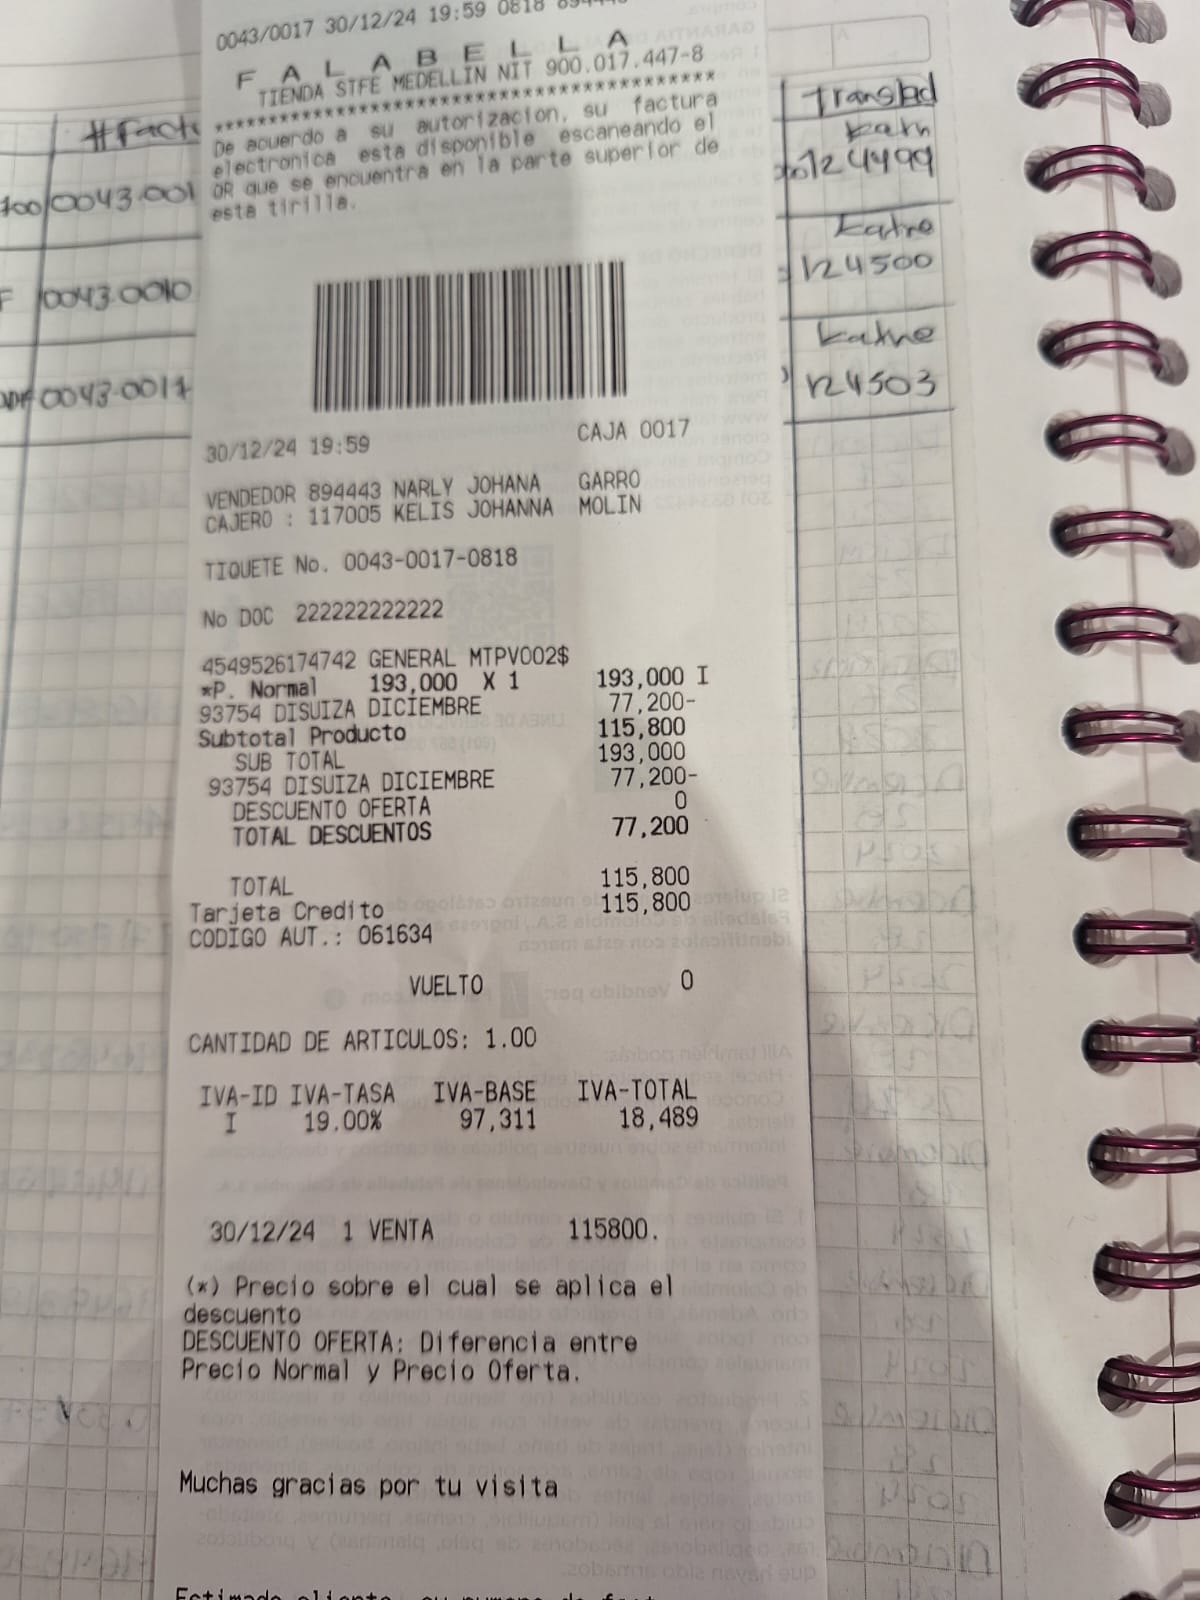 0043/0017 30/12/24 19:59 0818
F A L A B E L L A
TIENDA STFE MEDELLIN NIT 900.017.447-8
****************************************
De acuerdo a su autorizacion, su factura
electronica esta disponible escaneando el
QR que se encuentra en la parte superior de
esta tirilla.
30/12/24 19:59 CAJA 0017
VENDEDOR 894443 NARLY JOHANA GARRO
CAJERO : 117005 KELIS JOHANNA MOLIN
TIQUETE No. 0043-0017-0818
No DOC 222222222222
4549526174742 GENERAL MTPV002$
*P. Normal 193,000 X 1 193,000 I
93754 DISUIZA DICIEMBRE 77,200-
Subtotal Producto 115,800
SUB TOTAL 193,000
93754 DISUIZA DICIEMBRE 77,200-
DESCUENTO OFERTA 0
TOTAL DESCUENTOS 77,200
TOTAL 115,800
Tarjeta Credito 115,800
CODIGO AUT.: 061634
VUELTO 0
CANTIDAD DE ARTICULOS: 1.00
IVA-ID IVA-TASA IVA-BASE IVA-TOTAL
I 19.00% 97,311 18,489
30/12/24 1 VENTA 115800.
(*) Precio sobre el cual se aplica el
descuento
DESCUENTO OFERTA: Diferencia entre
Precio Normal y Precio Oferta.
Muchas gracias por tu visita
#Factu
0043.001
0043.0010
0043.0017
124499
124500
124503